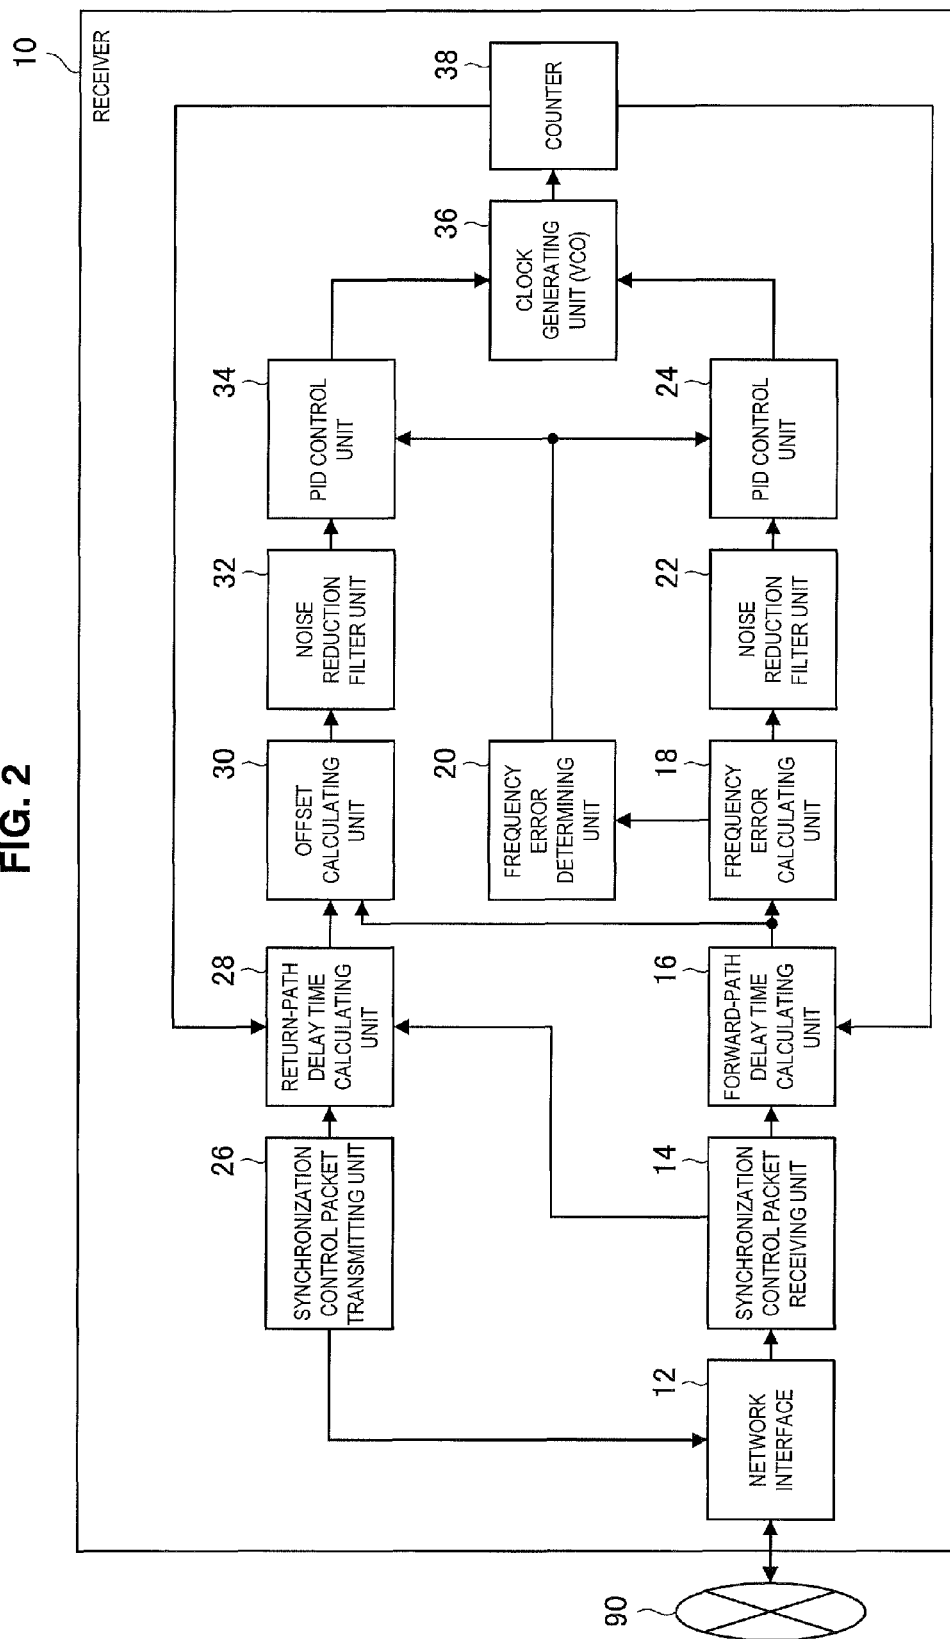 FIG. 2
10
RECEIVER
26
SYNCHRONIZATION
CONTROL PACKET
TRANSMITTING UNIT
28
RETURN-PATH
DELAY TIME
CALCULATING
UNIT
30
OFFSET
CALCULATING
UNIT
32
NOISE
REDUCTION
FILTER UNIT
34
PID CONTROL
UNIT
20
FREQUENCY
ERROR
DETERMINING
UNIT
36
CLOCK
GENERATING
UNIT (VCO)
38
COUNTER
90
12
NETWORK
INTERFACE
14
SYNCHRONIZATION
CONTROL PACKET
RECEIVING UNIT
16
FORWARD-PATH
DELAY TIME
CALCULATING
UNIT
18
FREQUENCY
ERROR
CALCULATING
UNIT
22
NOISE
REDUCTION
FILTER UNIT
24
PID CONTROL
UNIT